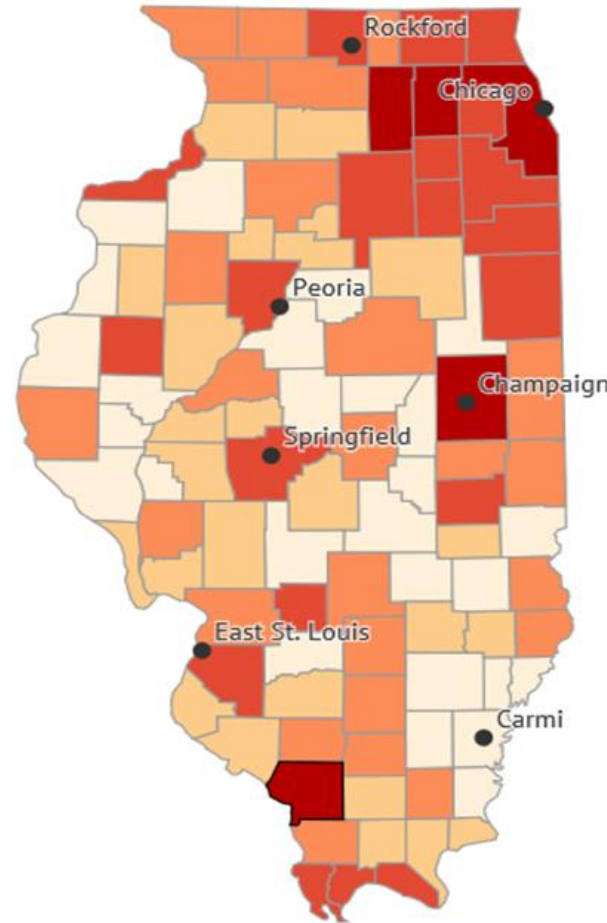 Rockford
Chicago
Peoria
Champaign
Springfield
East St. Louis
Carmi